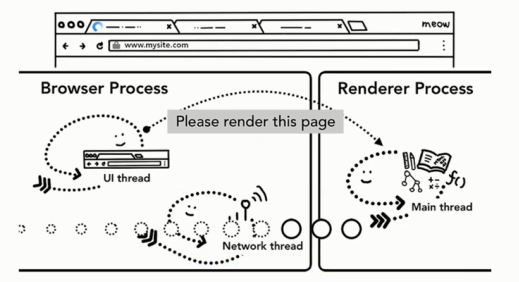 meow
www.mysite.com
Browser Process
Renderer Process
Please render this page
UI thread
f()
Main thread
Network thread